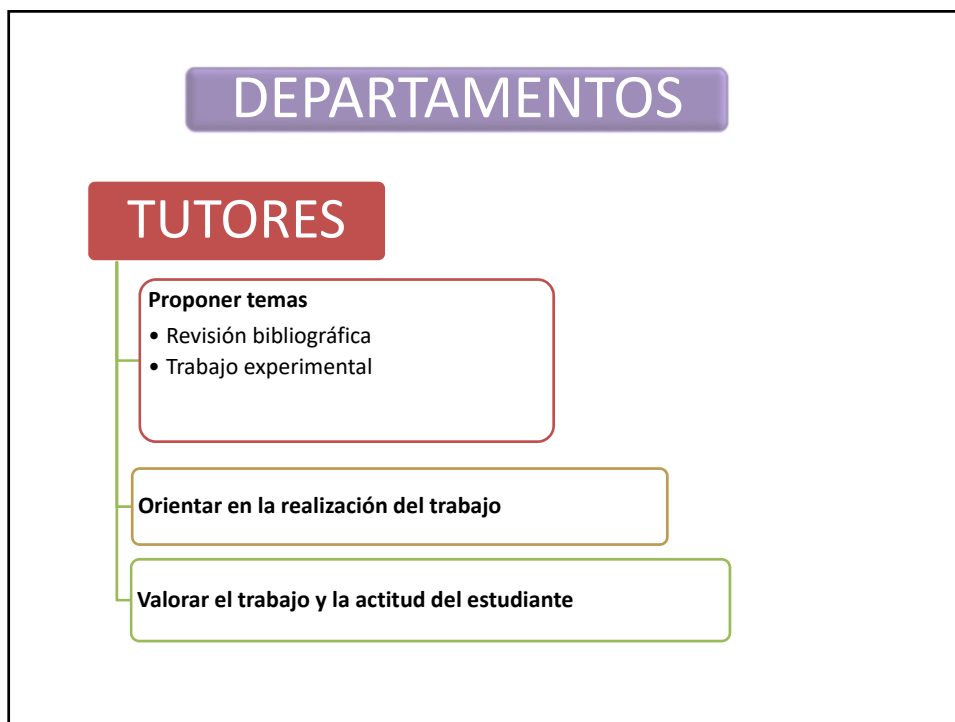 DEPARTAMENTOS
TUTORES
Proponer temas
• Revisión bibliográfica
• Trabajo experimental
Orientar en la realización del trabajo
Valorar el trabajo y la actitud del estudiante